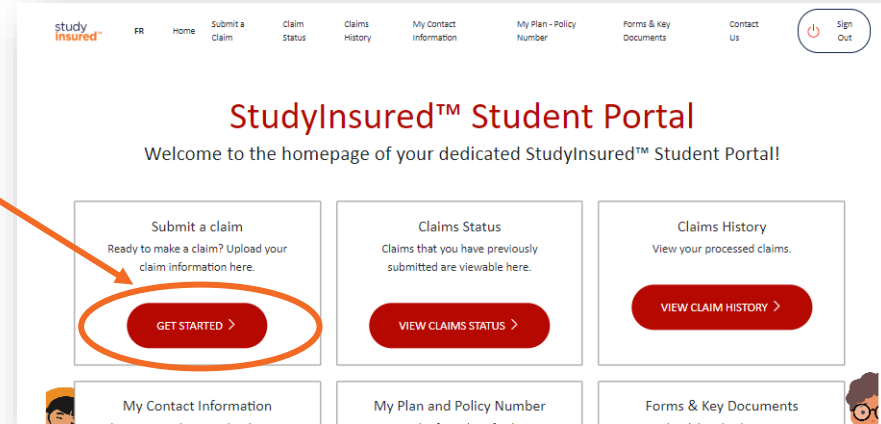 study
insured™
FR
Home
Submit a
Claim
Claim
Status
Claims
History
My Contact
Information
My Plan - Policy
Number
Forms & Key
Documents
Contact
Us
Sign
Out
StudyInsured™ Student Portal
Welcome to the homepage of your dedicated StudyInsured™ Student Portal!
Submit a claim
Ready to make a claim? Upload your
claim information here.
GET STARTED >
Claims Status
Claims that you have previously
submitted are viewable here.
VIEW CLAIMS STATUS >
Claims History
View your processed claims.
VIEW CLAIM HISTORY >
My Contact Information
My Plan and Policy Number
Forms & Key Documents